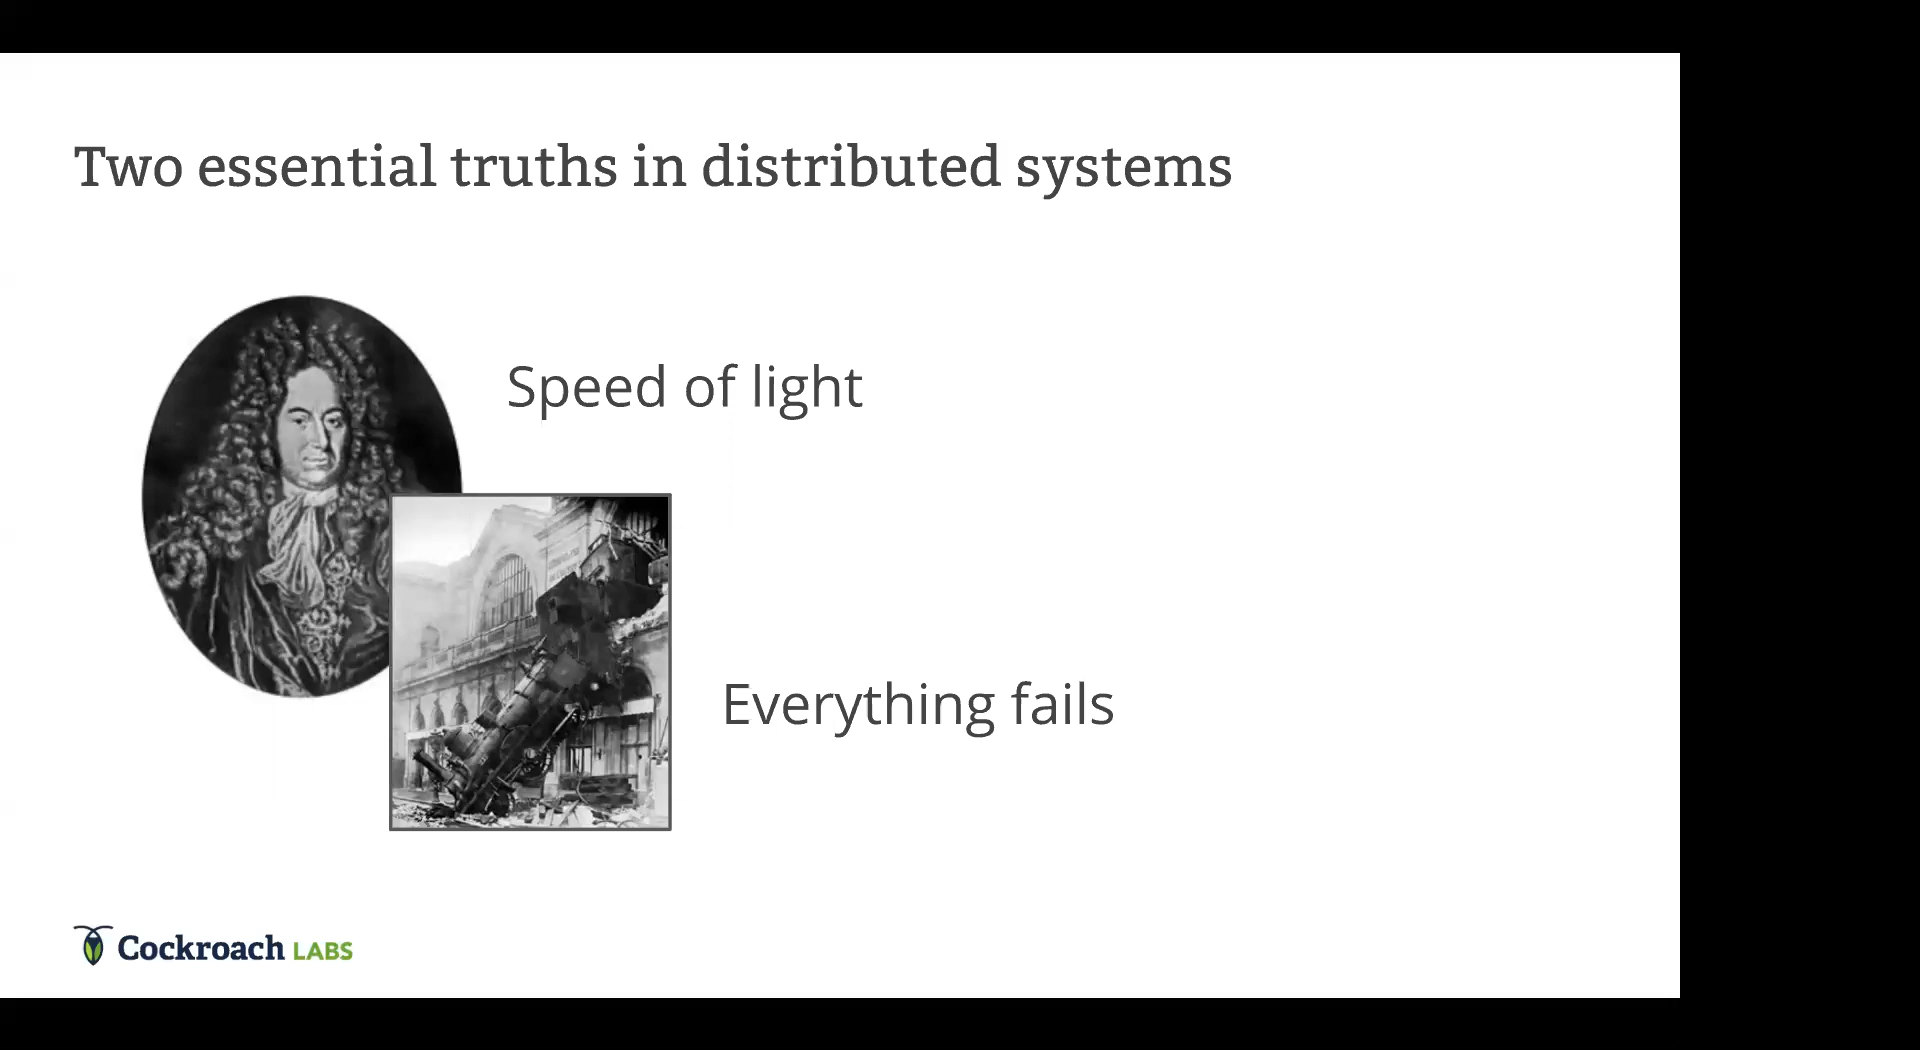 Two essential truths in distributed systems
Speed of light
Everything fails
Cockroach LABS